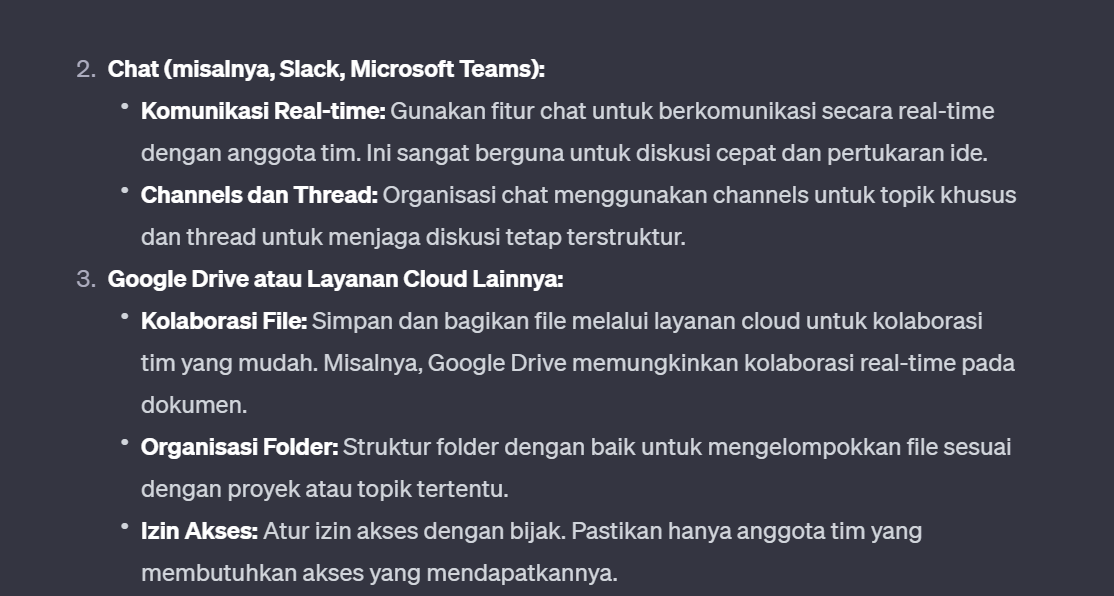 2. Chat (misalnya, Slack, Microsoft Teams):
• Komunikasi Real-time: Gunakan fitur chat untuk berkomunikasi secara real-time
dengan anggota tim. Ini sangat berguna untuk diskusi cepat dan pertukaran ide.
• Channels dan Thread: Organisasi chat menggunakan channels untuk topik khusus
dan thread untuk menjaga diskusi tetap terstruktur.
3. Google Drive atau Layanan Cloud Lainnya:
• Kolaborasi File: Simpan dan bagikan file melalui layanan cloud untuk kolaborasi
tim yang mudah. Misalnya, Google Drive memungkinkan kolaborasi real-time pada
dokumen.
• Organisasi Folder: Struktur folder dengan baik untuk mengelompokkan file sesuai
dengan proyek atau topik tertentu.
• Izin Akses: Atur izin akses dengan bijak. Pastikan hanya anggota tim yang
membutuhkan akses yang mendapatkannya.